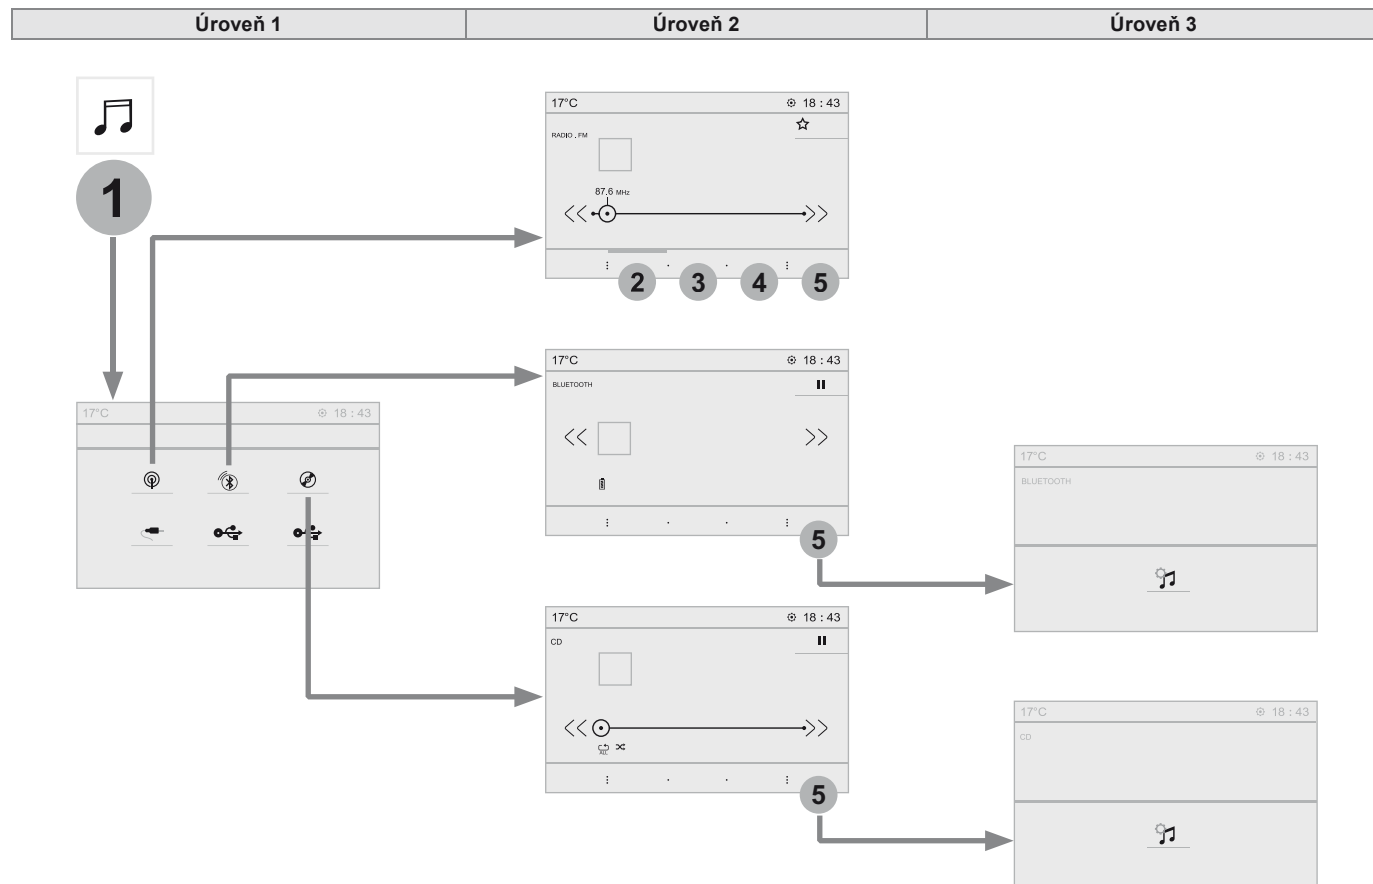 Úroveň 1 Úroveň 2 Úroveň 3
1
17°C 18 : 43
17°C 18 : 43
RADIO . FM
87.6 MHz
2 3 4 5
17°C 18 : 43
BLUETOOTH
5
17°C 18 : 43
CD
ALL
5
17°C 18 : 43
BLUETOOTH
17°C 18 : 43
CD